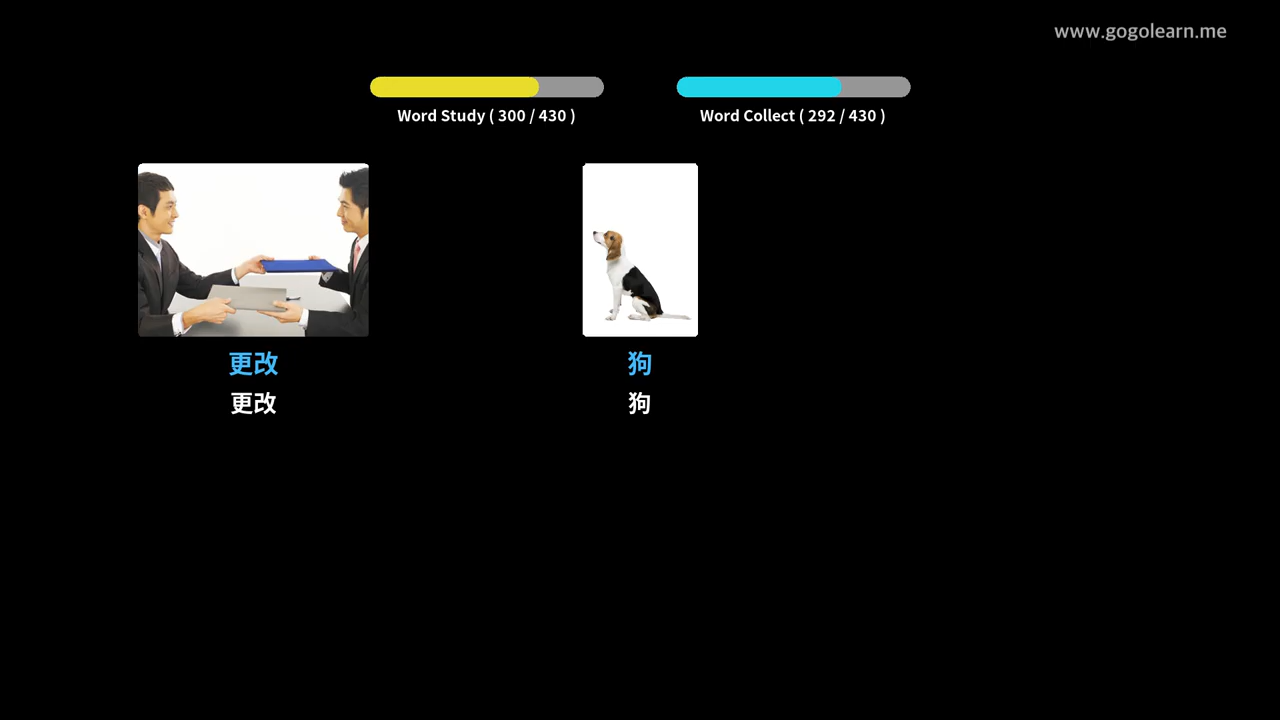 www.gogolearn.me
Word Study ( 300 / 430 )
Word Collect ( 292 / 430 )
更改
更改
狗
狗